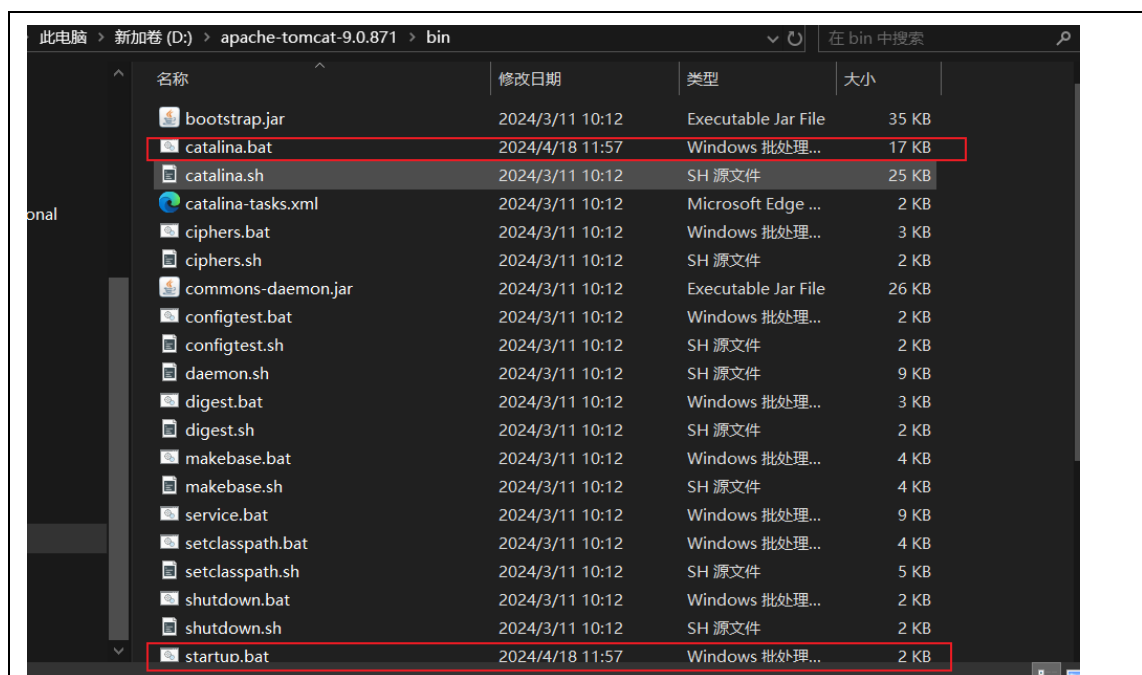 此电脑 > 新加卷 (D:) > apache-tomcat-9.0.871 > bin 在 bin 中搜索
名称 修改日期 类型 大小
bootstrap.jar 2024/3/11 10:12 Executable Jar File 35 KB
catalina.bat 2024/4/18 11:57 Windows 批处理... 17 KB
catalina.sh 2024/3/11 10:12 SH 源文件 25 KB
catalina-tasks.xml 2024/3/11 10:12 Microsoft Edge ... 2 KB
onal
ciphers.bat 2024/3/11 10:12 Windows 批处理... 3 KB
ciphers.sh 2024/3/11 10:12 SH 源文件 2 KB
commons-daemon.jar 2024/3/11 10:12 Executable Jar File 26 KB
configtest.bat 2024/3/11 10:12 Windows 批处理... 2 KB
configtest.sh 2024/3/11 10:12 SH 源文件 2 KB
daemon.sh 2024/3/11 10:12 SH 源文件 9 KB
digest.bat 2024/3/11 10:12 Windows 批处理... 3 KB
digest.sh 2024/3/11 10:12 SH 源文件 2 KB
makebase.bat 2024/3/11 10:12 Windows 批处理... 4 KB
makebase.sh 2024/3/11 10:12 SH 源文件 4 KB
service.bat 2024/3/11 10:12 Windows 批处理... 9 KB
setclasspath.bat 2024/3/11 10:12 Windows 批处理... 4 KB
setclasspath.sh 2024/3/11 10:12 SH 源文件 5 KB
shutdown.bat 2024/3/11 10:12 Windows 批处理... 2 KB
shutdown.sh 2024/3/11 10:12 SH 源文件 2 KB
startup.bat 2024/4/18 11:57 Windows 批处理... 2 KB